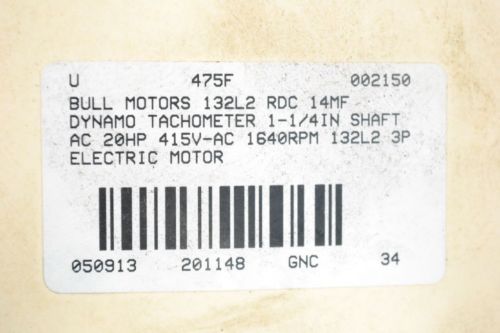 U 475F 002150
BULL MOTORS 132L2 RDC 14MF
DYNAMO TACHOMETER 1-1/4IN SHAFT
AC 20HP 415V-AC 1640RPM 132L2 3P
ELECTRIC MOTOR
050913 201148 GNC 34